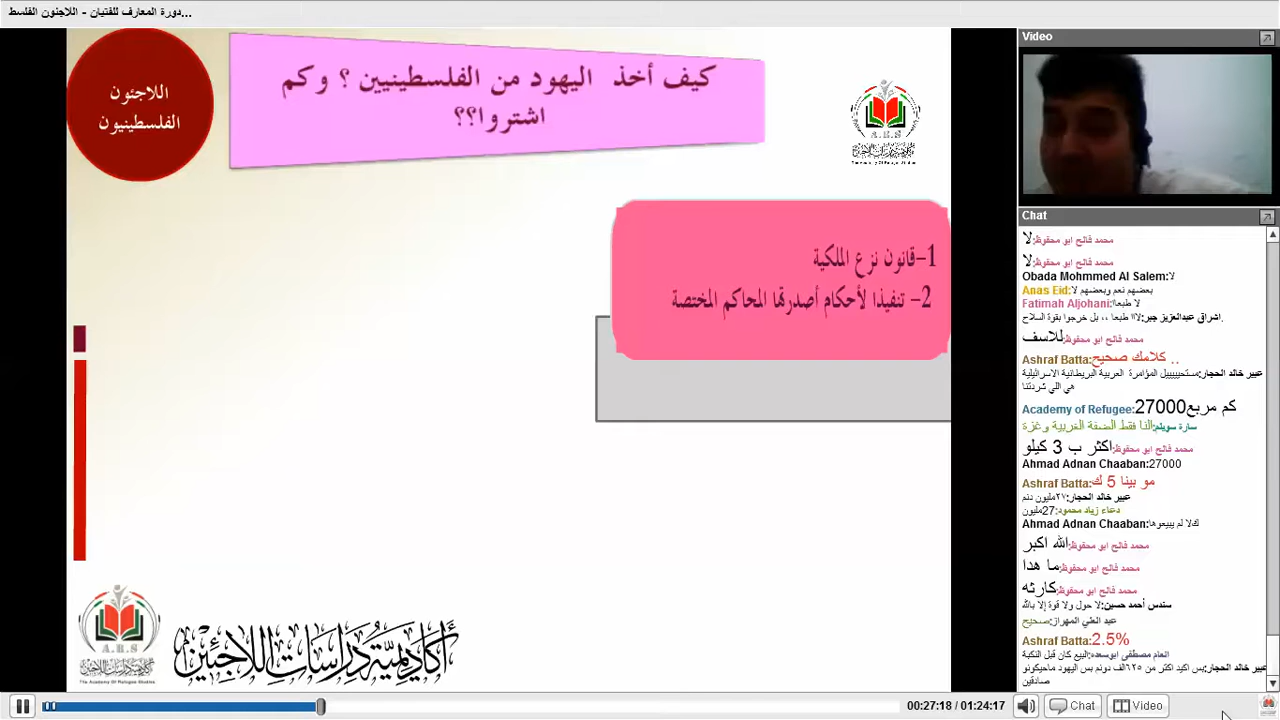 دورة المعارف للفتيان - اللاجئون الفلسط...
اللاجئون
الفلسطينيون
كيف أخذ اليهود من الفلسطينيين ؟ وكم
اشتروا؟؟
A.R.S
1-قانون نزع الملكية
2- تنفيذا لأحكام أصدرتها المحاكم المختصة
A.R.S
The Academy Of Refugee Studies
أكاديمية دراسات اللاجئين
Video
Chat
محمد فالح ابو محفوظ:لا
محمد فالح ابو محفوظ:لا
Obada Mohmmed Al Salem:لا
Anas Eid:بعضهم نعم وبعضهم لا
Fatimah Aljohani:لا طبعا
اشراق عبدالعزيز جبر:لاا طبعا ،، بل خرجوا بقوة السلاح.
محمد فالح ابو محفوظ:للاسف
Ashraf Batta:كلامك صحيح ..
عبير خالد الحجار:مستحيييييل المؤامرة العربية البريطانية الاسرائيلية
هي اللي شردتنا
Academy of Refugee:27000كم مربع
سارة سويلم:النا فقط الضفة الغربية وغزة
محمد فالح ابو محفوظ:اكثر ب 3 كيلو
Ahmad Adnan Chaaban:27000
Ashraf Batta:مو بينا 5 ك
عبير خالد الحجار:٢٧مليون دنم
دعاء زياد محمود:27مليون
Ahmad Adnan Chaaban:كلا لم يبيعوها
محمد فالح ابو محفوظ:الله اكبر
محمد فالح ابو محفوظ:ما هدا
محمد فالح ابو محفوظ:كارثه
سندس أحمد حسين:لا حول ولا قوة إلا بالله
عبد العلي المهراز:صحيح
Ashraf Batta:2.5%
انعام مصطفى ابوسعده:البيع كان قبل النكبة
عبير خالد الحجار:بس اكيد اكثر من ٦٢٥الف دونم بس اليهود ماحيكونو
صادقين
00:27:18 / 01:24:17
Chat
Video